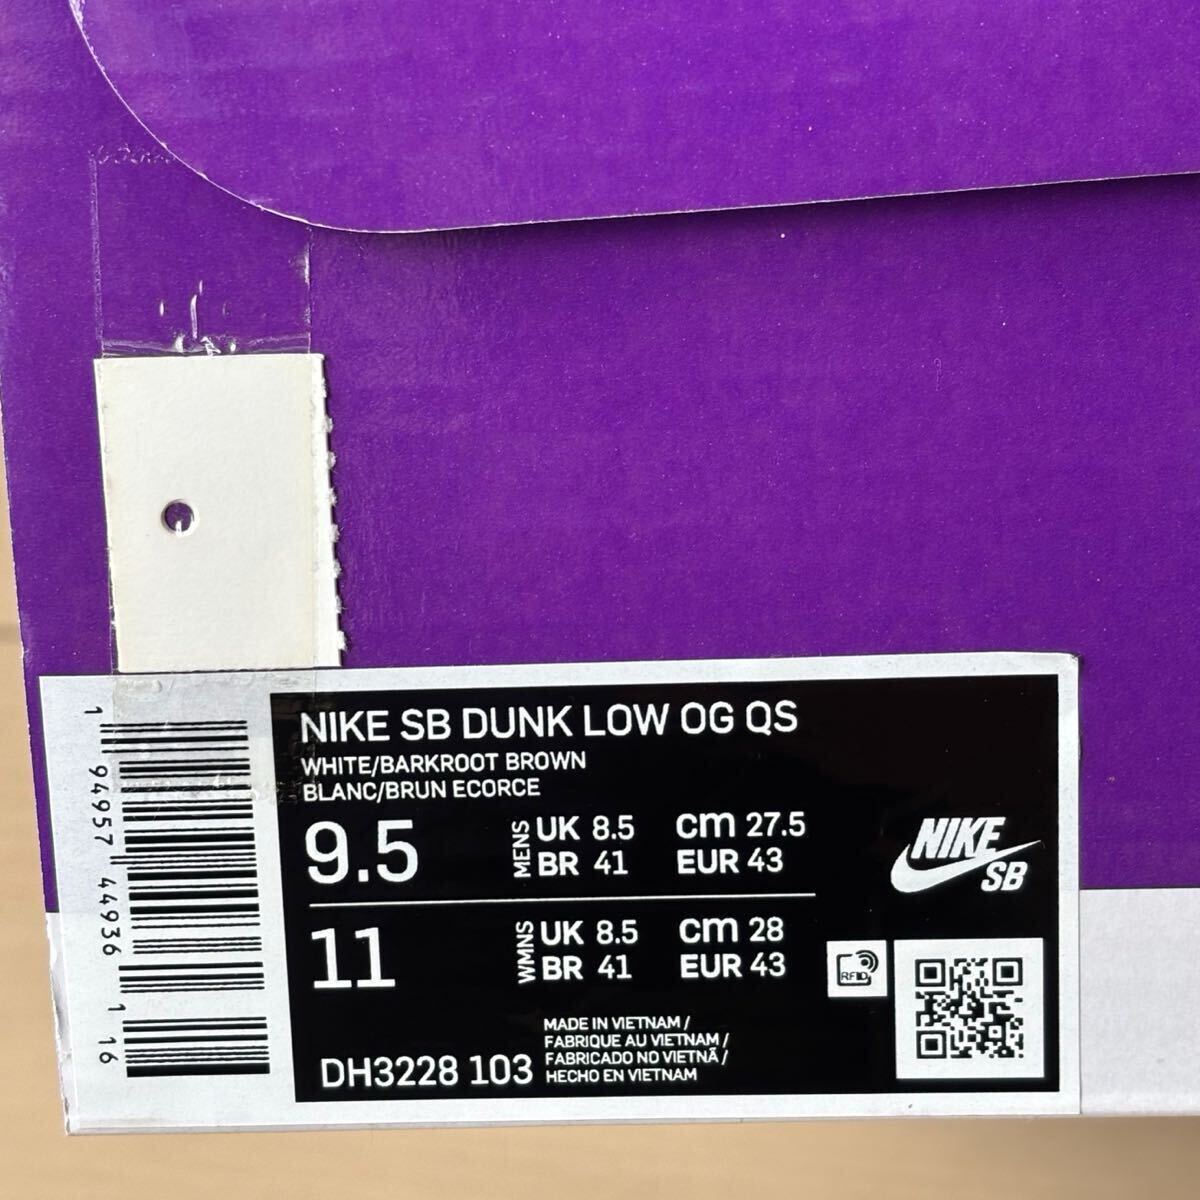 NIKE SB DUNK LOW OG QS
WHITE/BARKROOT BROWN
BLANC/BRUN ECORCE
9.5
MENS
UK 8.5
cm 27.5
BR 41
EUR 43
11
WMNS
UK 8.5
cm 28
BR 41
EUR 43
NIKE
SB
RFID
DH3228 103
MADE IN VIETNAM /
FABRIQUE AU VIETNAM /
FABRICADO NO VIETNÃ /
HECHO EN VIETNAM
1 94957 44936 1 16